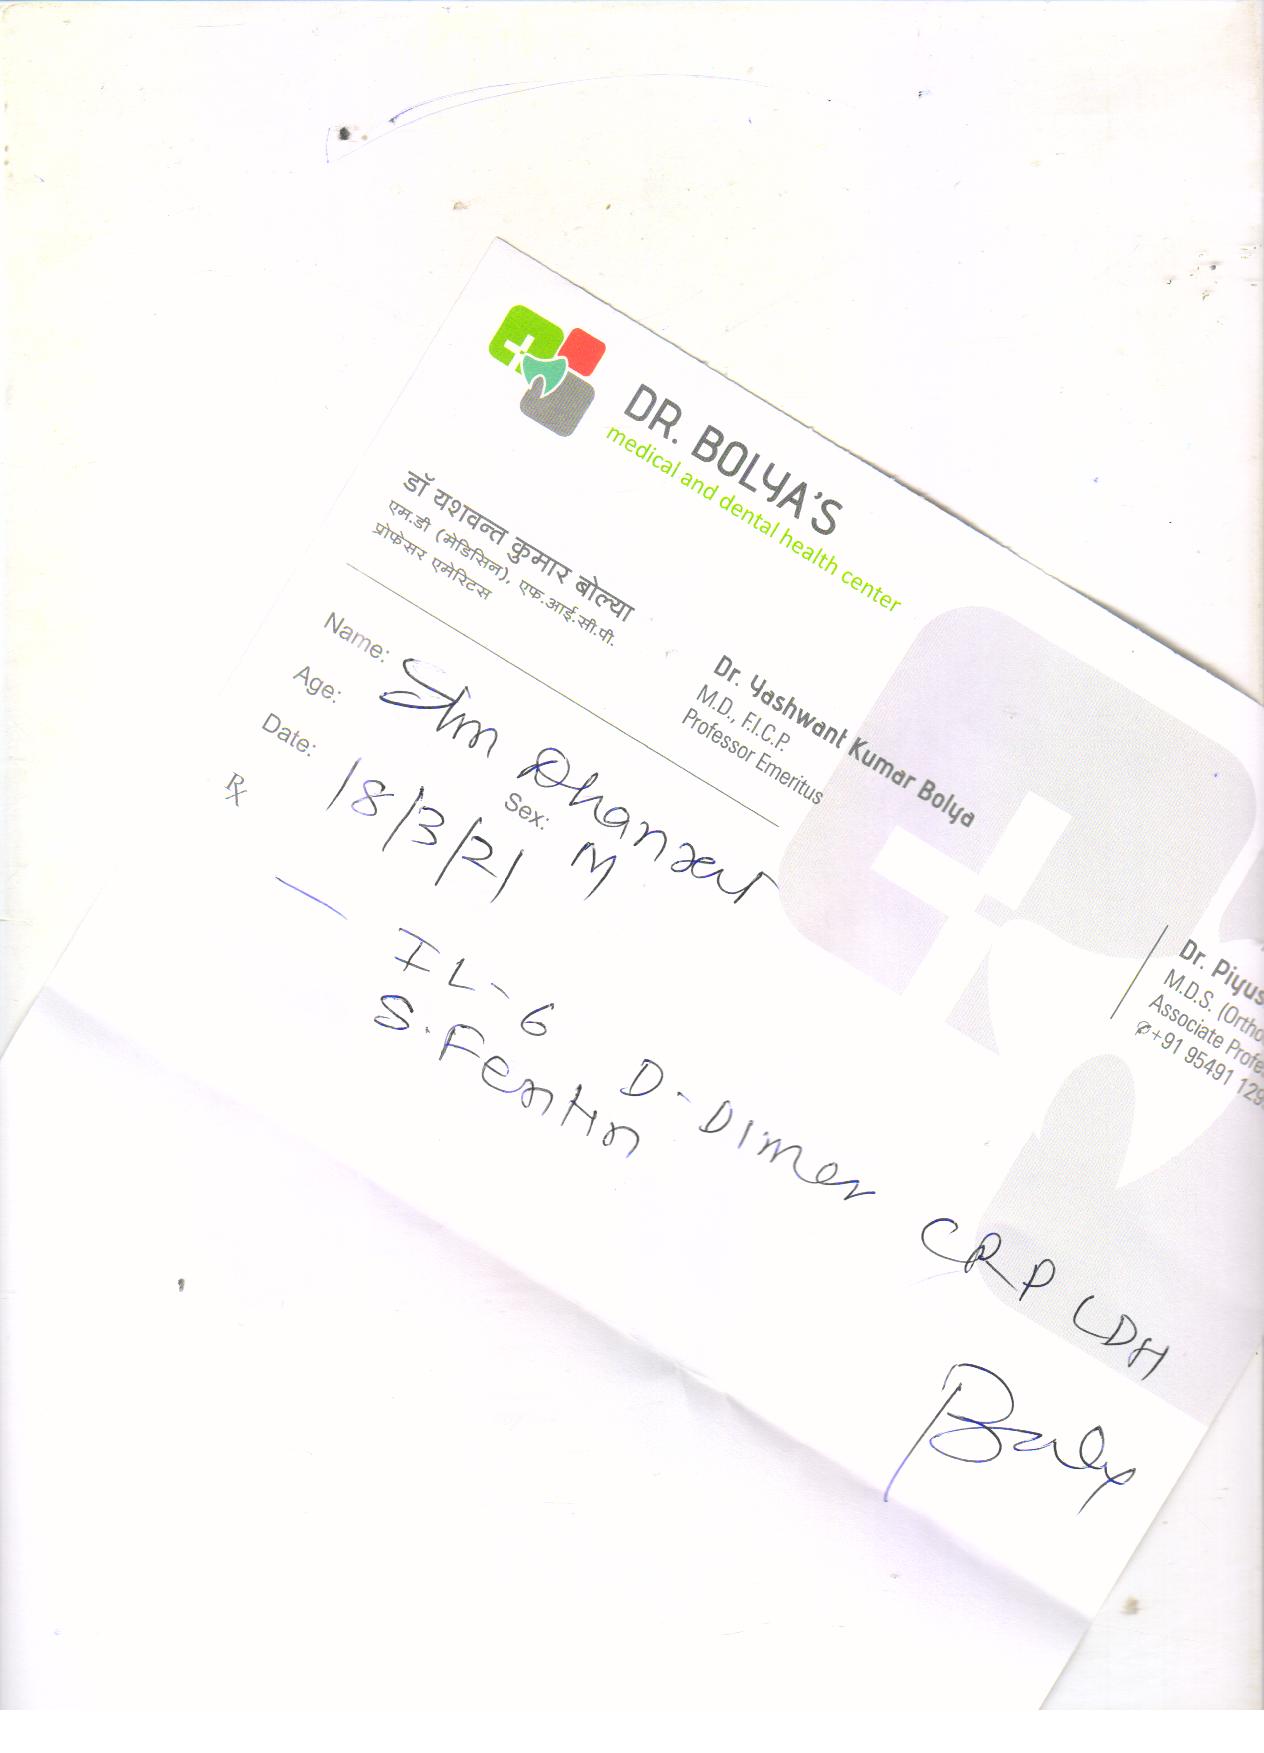 DR. BOLYA'S
medical and dental health center
डॉ यशवन्त कुमार बोल्या
एम.डी (मेडिसिन), एफ.आई.सी.पी.
प्रोफेसर एमेरिटस
Dr. Yashwant Kumar Bolya
M.D., F.I.C.P.
Professor Emeritus
Dr. Piyus
M.D.S. (Ortho
Associate Profe
+91 95491 129
Name:
Age: Sex: M
Date: 18/3/21
Rx
IL-6 D-Dimer CRP LDH
S. Ferritin